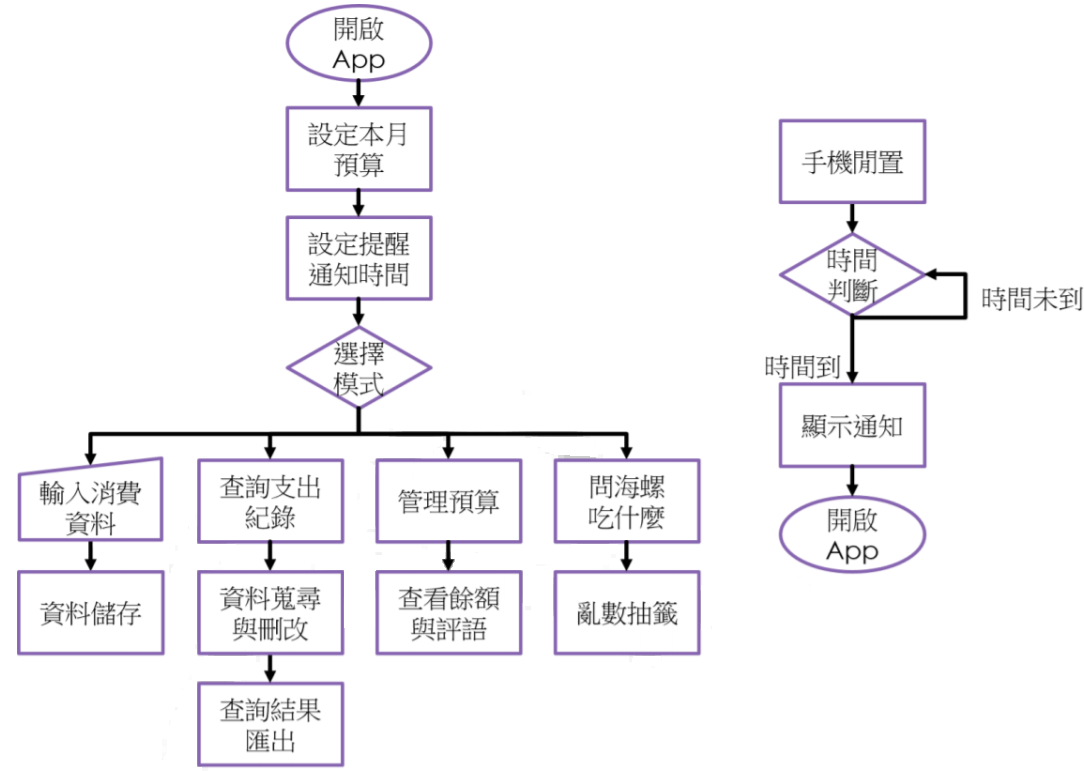 開啟
App
設定本月
預算
設定提醒
通知時間
選擇
模式
輸入消費
資料
資料儲存
查詢支出
紀錄
資料蒐尋
與刪改
查詢結果
匯出
管理預算
查看餘額
與評語
問海螺
吃什麼
亂數抽籤
手機閒置
時間
判斷
時間未到
時間到
顯示通知
開啟
App